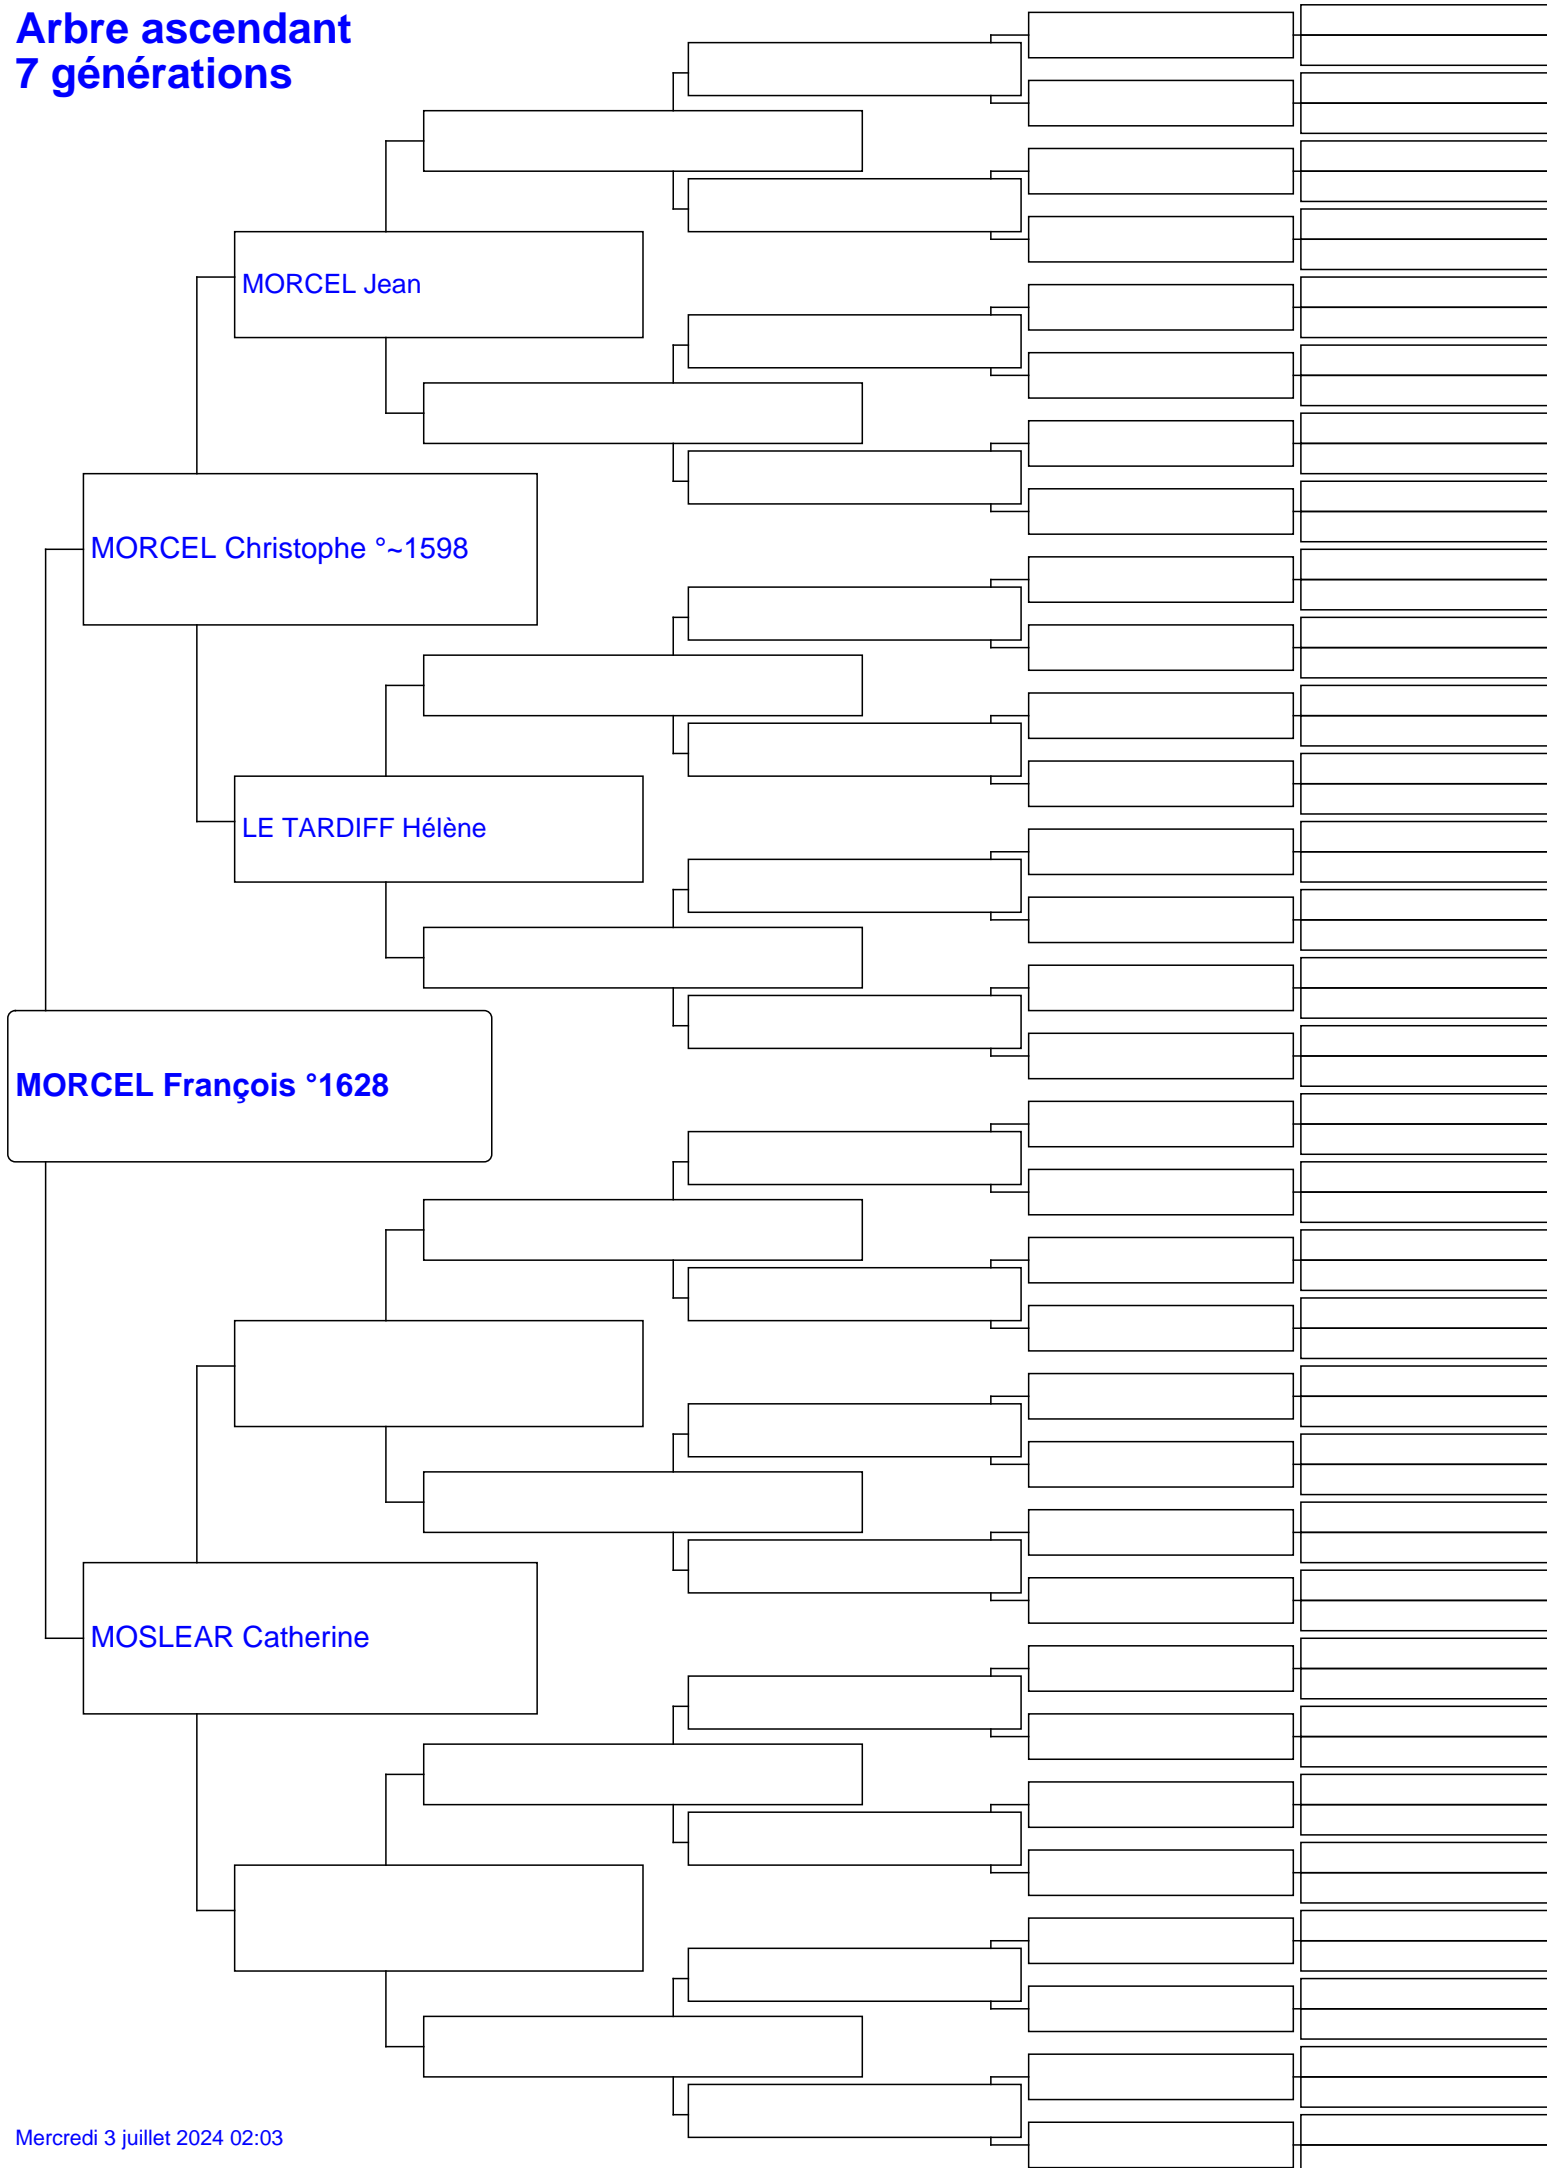 Arbre ascendant
7 générations
MORCEL Jean
MORCEL Christophe °~1598
LE TARDIFF Hélène
MORCEL François °1628
MOSLEAR Catherine
Mercredi 3 juillet 2024 02:03